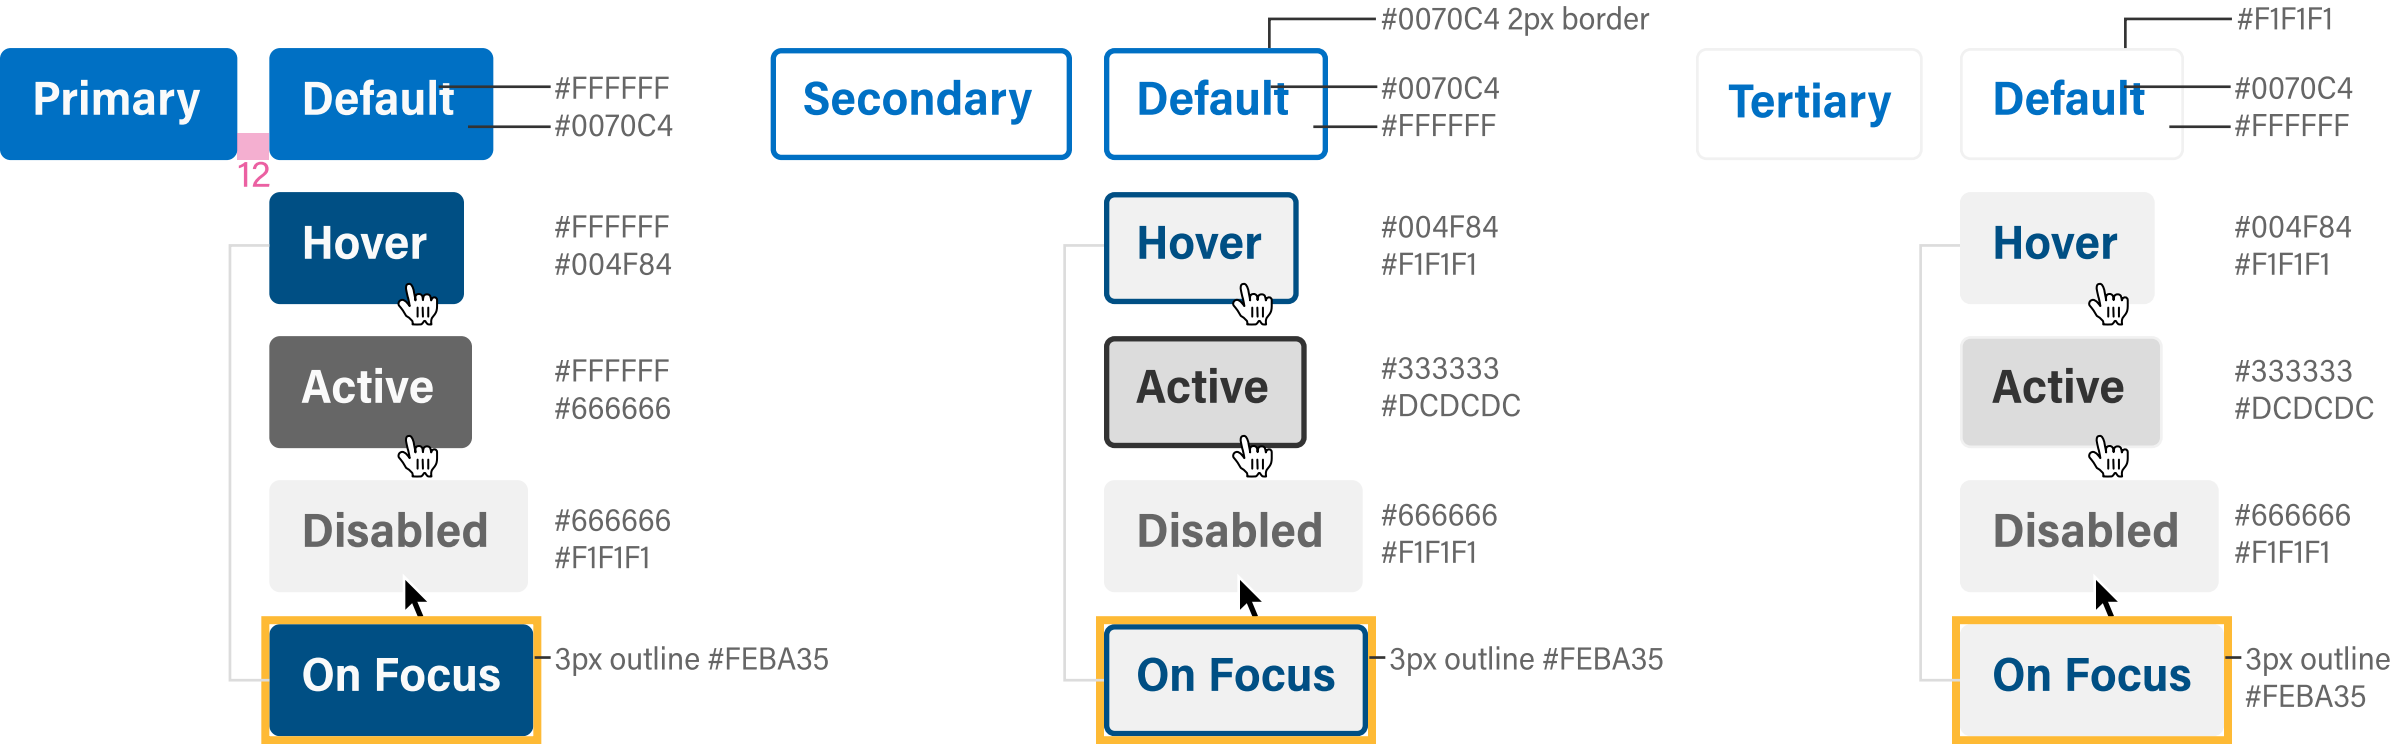 Primary
Default
#FFFFFF
#0070C4
12
Hover
#FFFFFF
#004F84
Active
#FFFFFF
#666666
Disabled
#666666
#F1F1F1
On Focus
3px outline #FEBA35
#0070C4 2px border
Secondary
Default
#0070C4
#FFFFFF
Hover
#004F84
#F1F1F1
Active
#333333
#DCDCDC
Disabled
#666666
#F1F1F1
On Focus
3px outline #FEBA35
#F1F1F1
Tertiary
Default
#0070C4
#FFFFFF
Hover
#004F84
#F1F1F1
Active
#333333
#DCDCDC
Disabled
#666666
#F1F1F1
On Focus
3px outline
#FEBA35